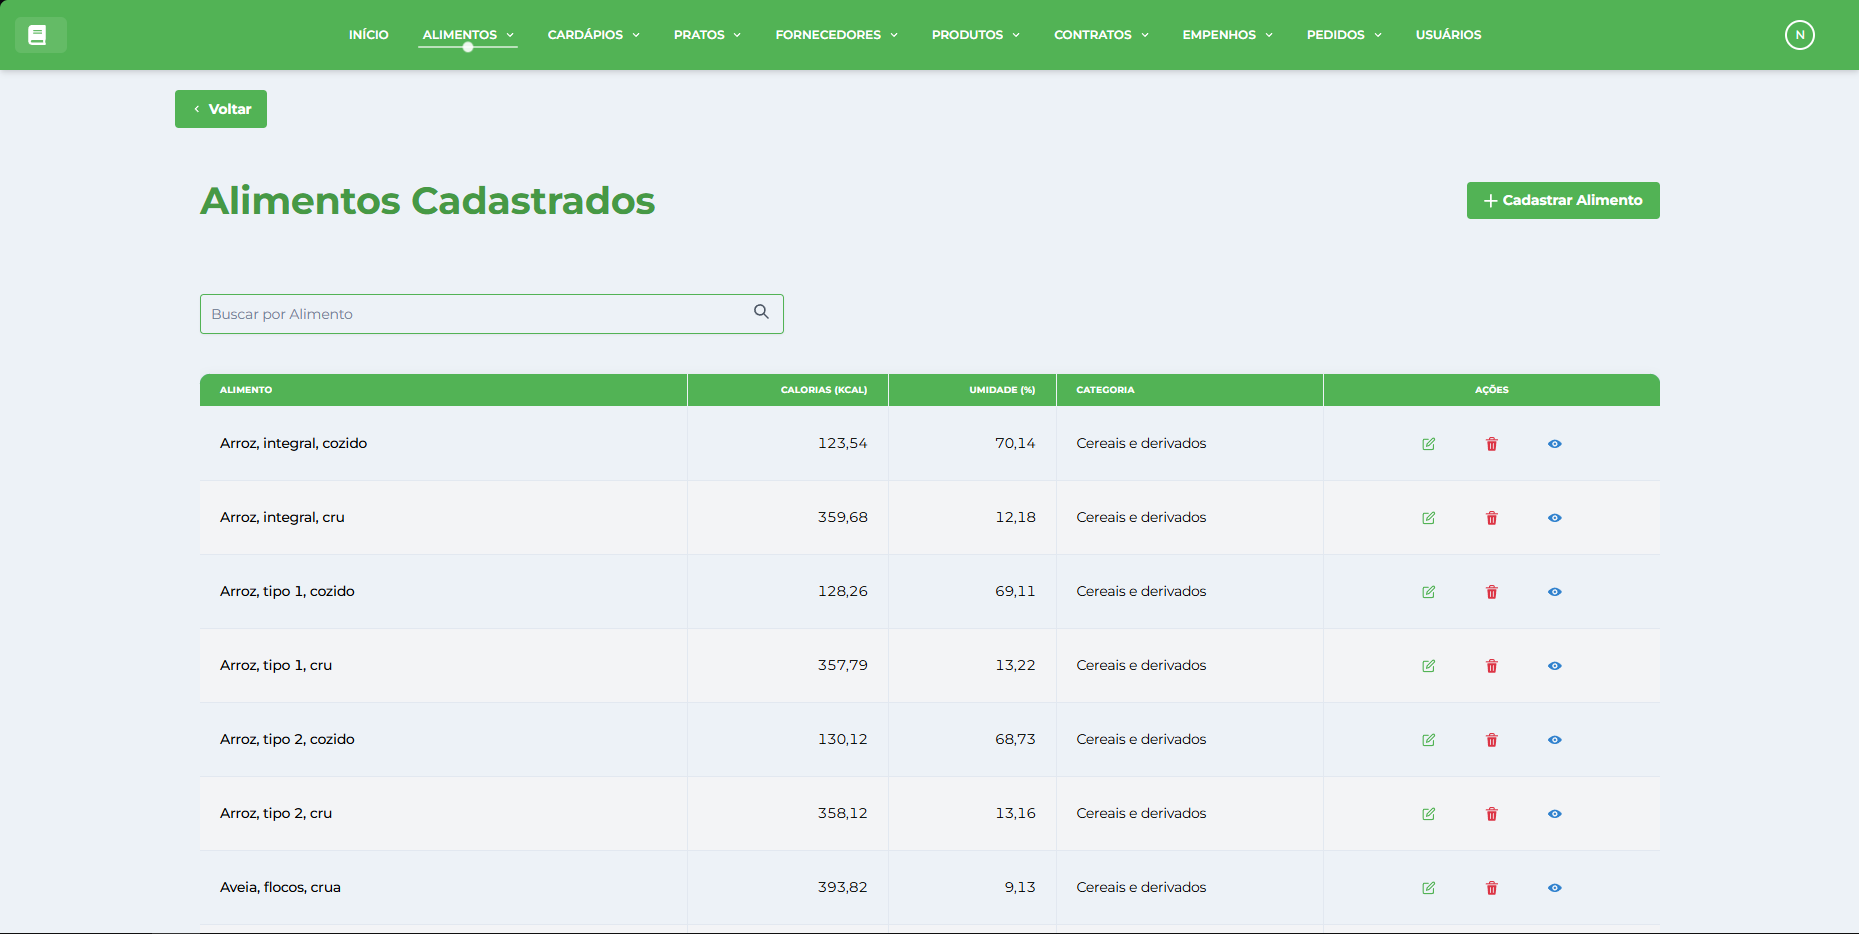 INÍCIO ALIMENTOS CARDÁPIOS PRATOS FORNECEDORES PRODUTOS CONTRATOS EMPENHOS PEDIDOS USUÁRIOS N
Voltar
Alimentos Cadastrados
Cadastrar Alimento
Buscar por Alimento
ALIMENTO CALORIAS (KCAL) UMIDADE (%) CATEGORIA AÇÕES
Arroz, integral, cozido 123,54 70,14 Cereais e derivados
Arroz, integral, cru 359,68 12,18 Cereais e derivados
Arroz, tipo 1, cozido 128,26 69,11 Cereais e derivados
Arroz, tipo 1, cru 357,79 13,22 Cereais e derivados
Arroz, tipo 2, cozido 130,12 68,73 Cereais e derivados
Arroz, tipo 2, cru 358,12 13,16 Cereais e derivados
Aveia, flocos, crua 393,82 9,13 Cereais e derivados